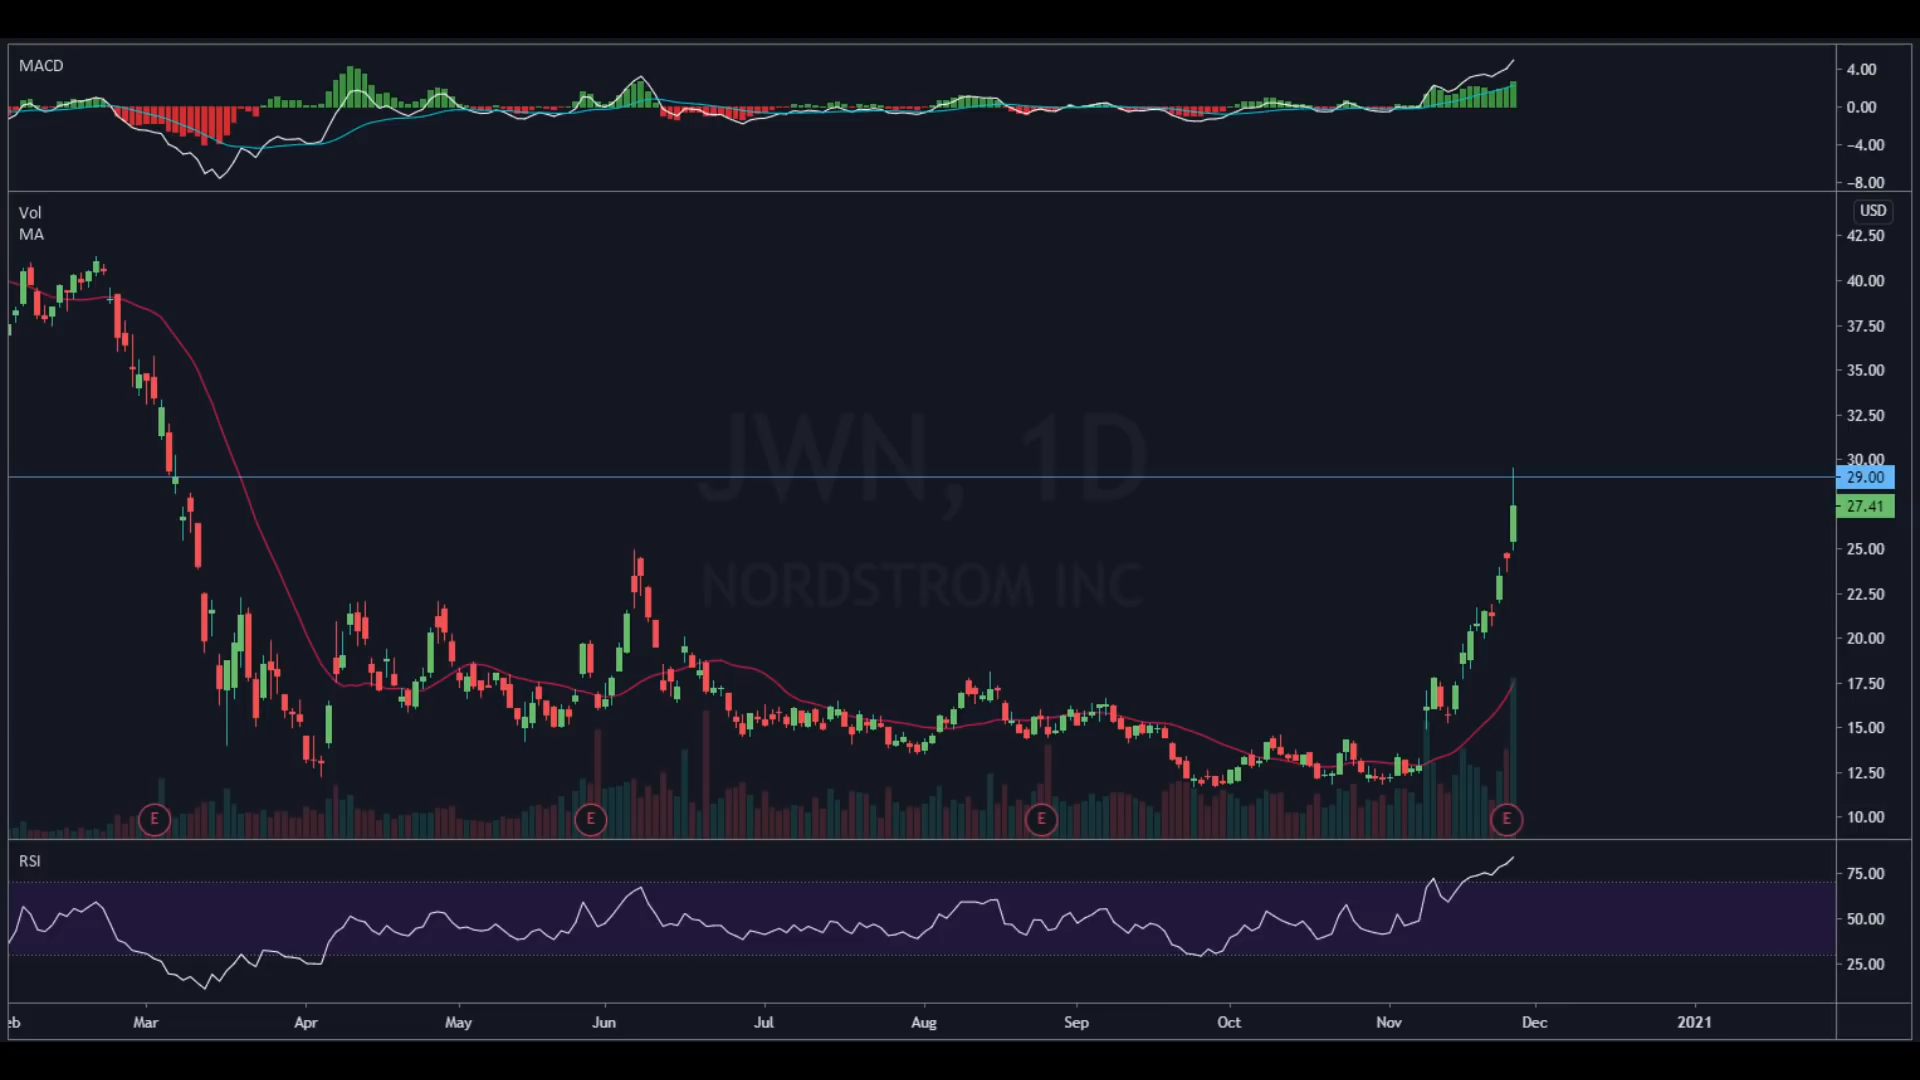 MACD
4.00
0.00
−4.00
−8.00
Vol
MA
USD
42.50
40.00
37.50
35.00
32.50
30.00
29.00
27.41
25.00
22.50
20.00
17.50
15.00
12.50
10.00
JWN, 1D
NORDSTROM INC
E E E E
RSI
75.00
50.00
25.00
eb Mar Apr May Jun Jul Aug Sep Oct Nov Dec 2021